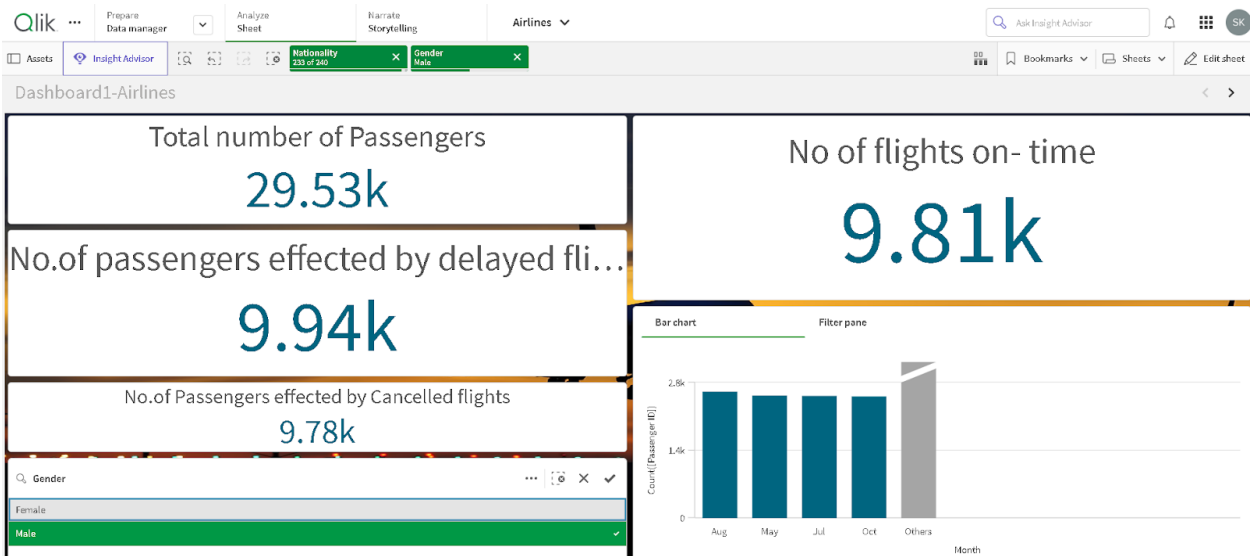 Qlik
Prepare
Data manager
Analyze
Sheet
Narrate
Storytelling
Airlines
Ask Insight Advisor
SK
Assets
Insight Advisor
Nationality
233 of 240
Gender
Male
Bookmarks
Sheets
Edit sheet
Dashboard1-Airlines
Total number of Passengers
29.53k
No.of passengers effected by delayed fli...
9.94k
No.of Passengers effected by Cancelled flights
9.78k
Gender
Female
Male
No of flights on- time
9.81k
Bar chart
Filter pane
Count([Passenger ID])
2.8k
1.4k
0
Aug
May
Jul
Oct
Others
Month